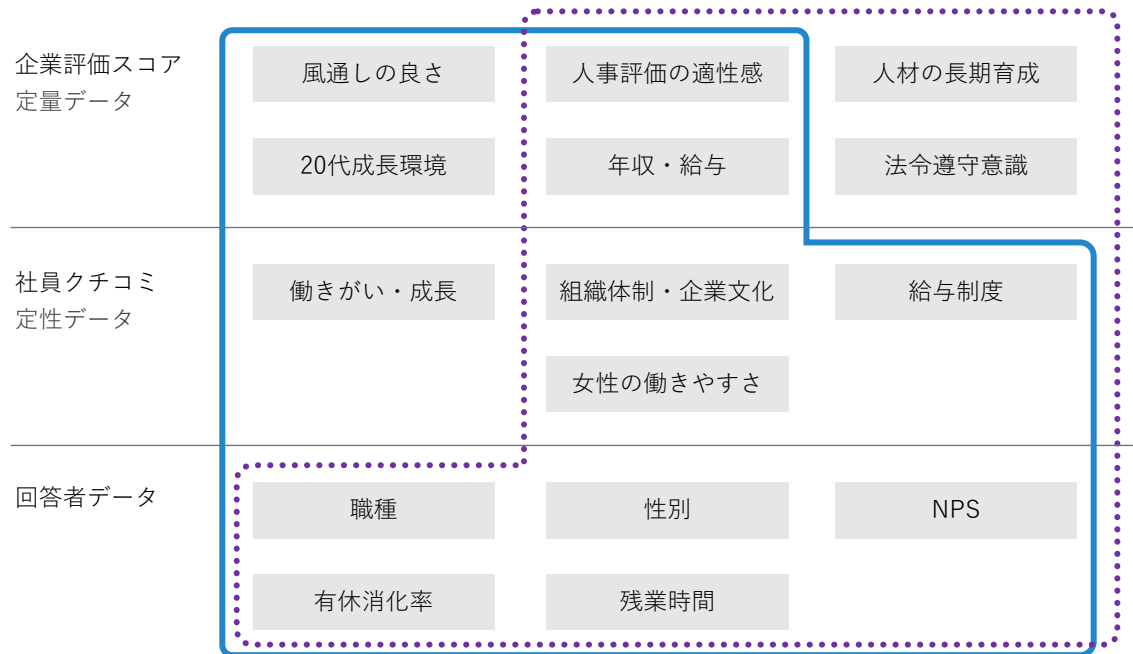 企業評価スコア
定量データ
風通しの良さ
人事評価の適性感
人材の長期育成
20代成長環境
年収・給与
法令遵守意識
社員クチコミ
定性データ
働きがい・成長
組織体制・企業文化
給与制度
女性の働きやすさ
回答者データ
職種
性別
NPS
有休消化率
残業時間